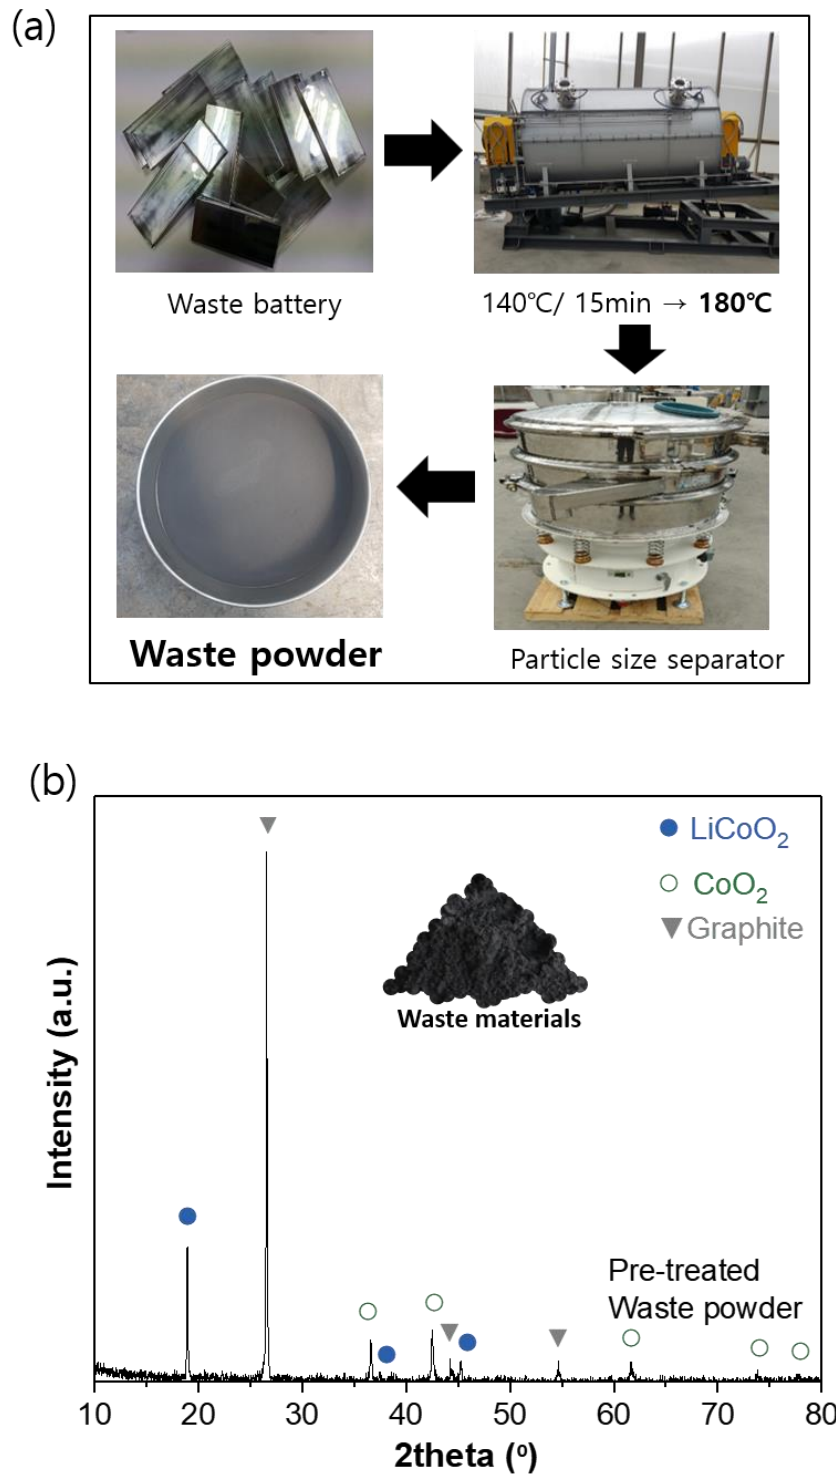 (a)
Waste battery
140℃/ 15min → 180℃
Waste powder
Particle size separator
(b)
LiCoO2
CoO2
Graphite
Waste materials
Pre-treated
Waste powder
Intensity (a.u.)
10 20 30 40 50 60 70 80
2theta (º)